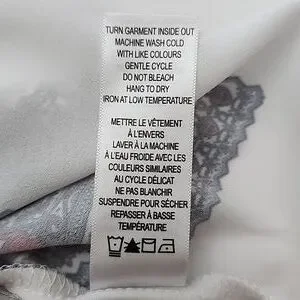 TURN GARMENT INSIDE OUT
MACHINE WASH COLD
WITH LIKE COLOURS
GENTLE CYCLE
DO NOT BLEACH
HANG TO DRY
IRON AT LOW TEMPERATURE
METTRE LE VÊTEMENT
À L'ENVERS
LAVER À LA MACHINE
À L'EAU FROIDE AVEC LES
COULEURS SIMILAIRES
AU CYCLE DÉLICAT
NE PAS BLANCHIR
SUSPENDRE POUR SÉCHER
REPASSER À BASSE
TEMPÉRATURE